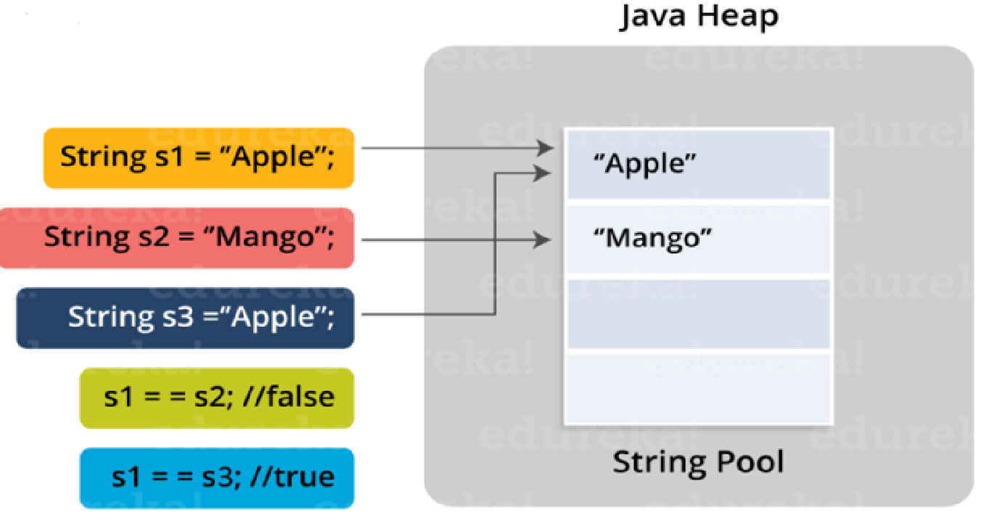 Java Heap
String s1 = “Apple”;
“Apple”
String s2 = “Mango”;
“Mango”
String s3 =“Apple”;
s1 = = s2; //false
s1 = = s3; //true
String Pool
edureka!